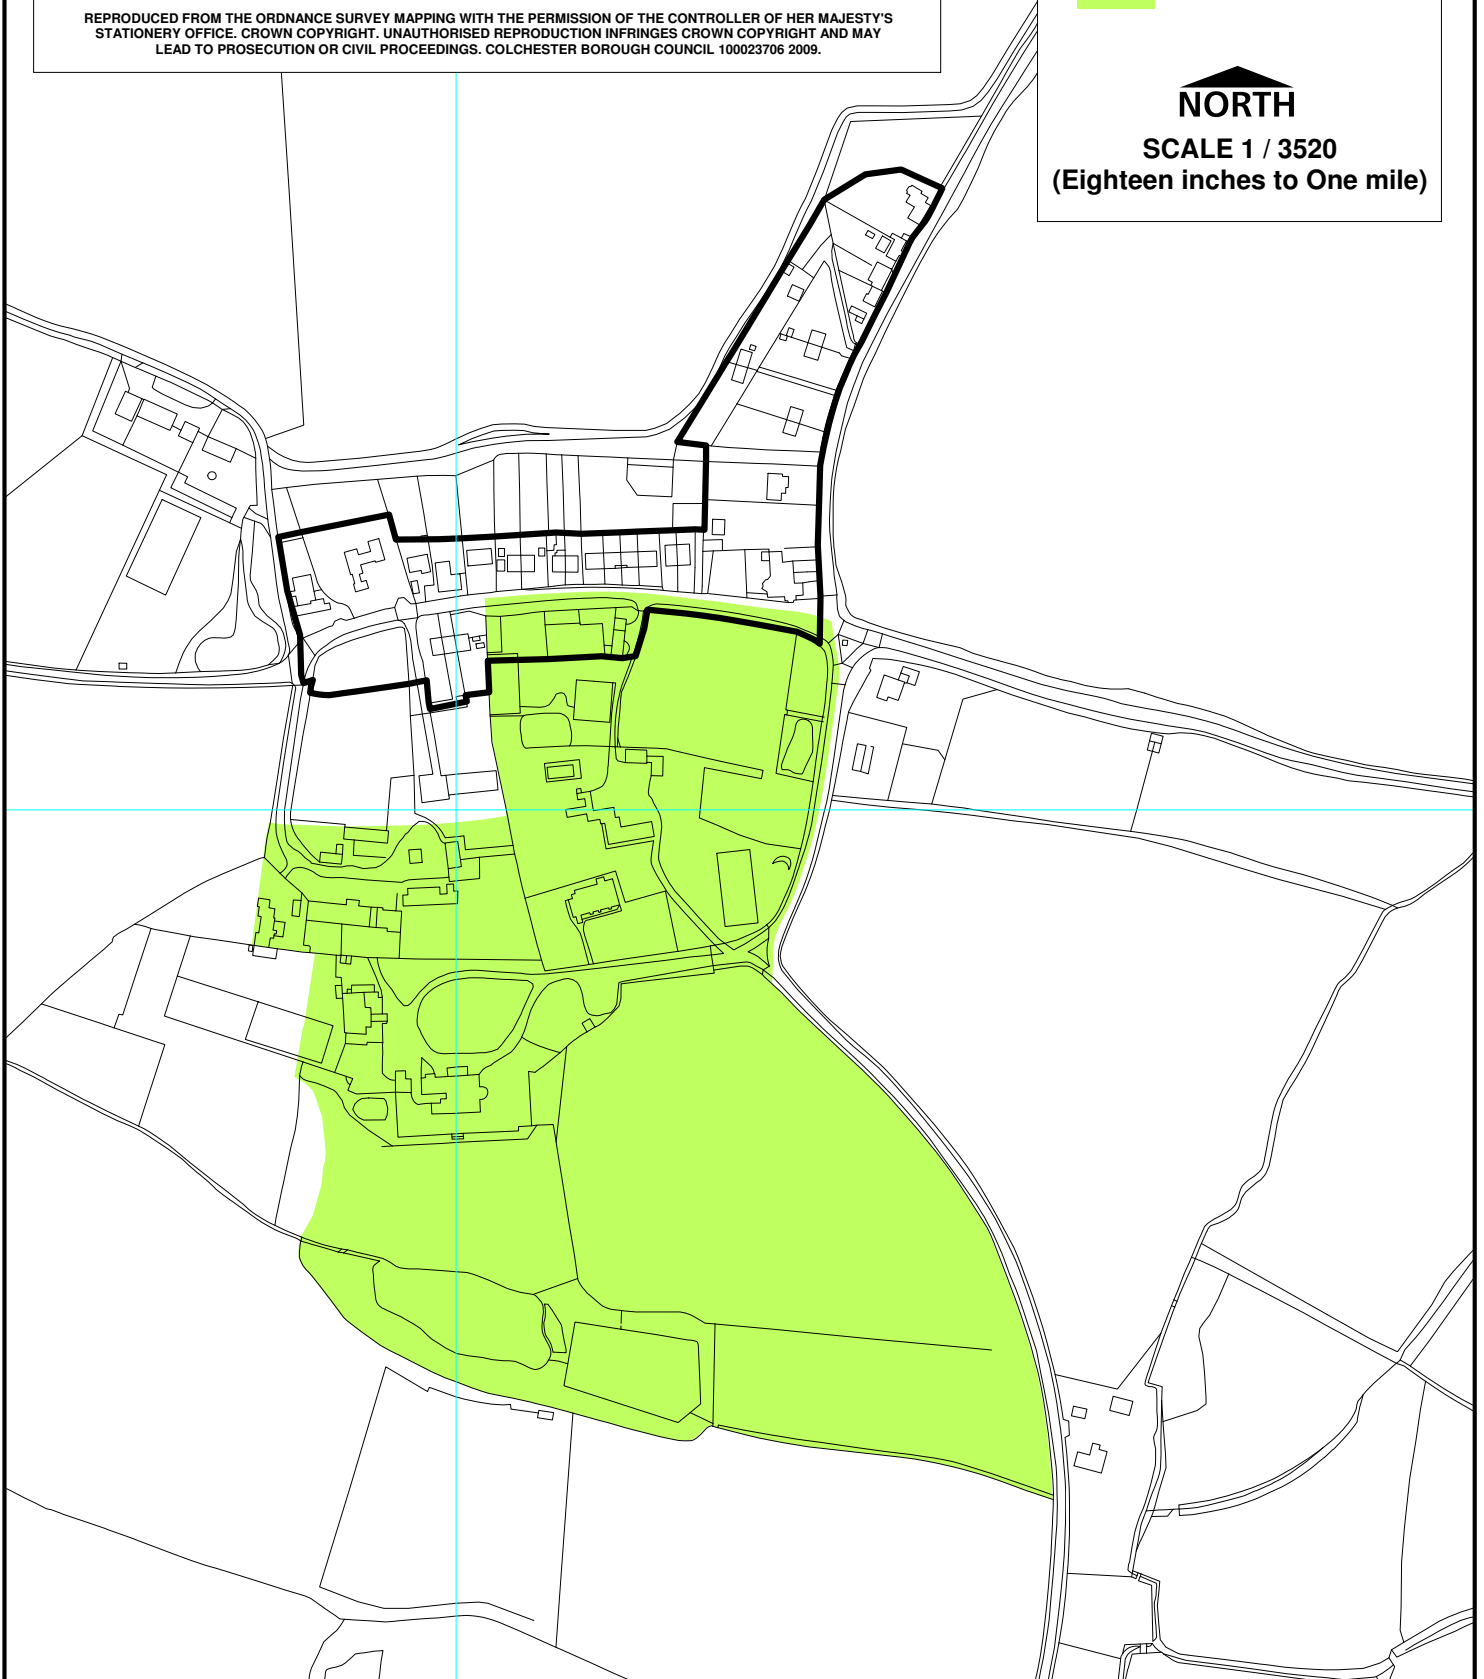 REPRODUCED FROM THE ORDNANCE SURVEY MAPPING WITH THE PERMISSION OF THE CONTROLLER OF HER MAJESTY'S
STATIONERY OFFICE. CROWN COPYRIGHT. UNAUTHORISED REPRODUCTION INFRINGES CROWN COPYRIGHT AND MAY
LEAD TO PROSECUTION OR CIVIL PROCEEDINGS. COLCHESTER BOROUGH COUNCIL 100023706 2009.
NORTH
SCALE 1 / 3520
(Eighteen inches to One mile)